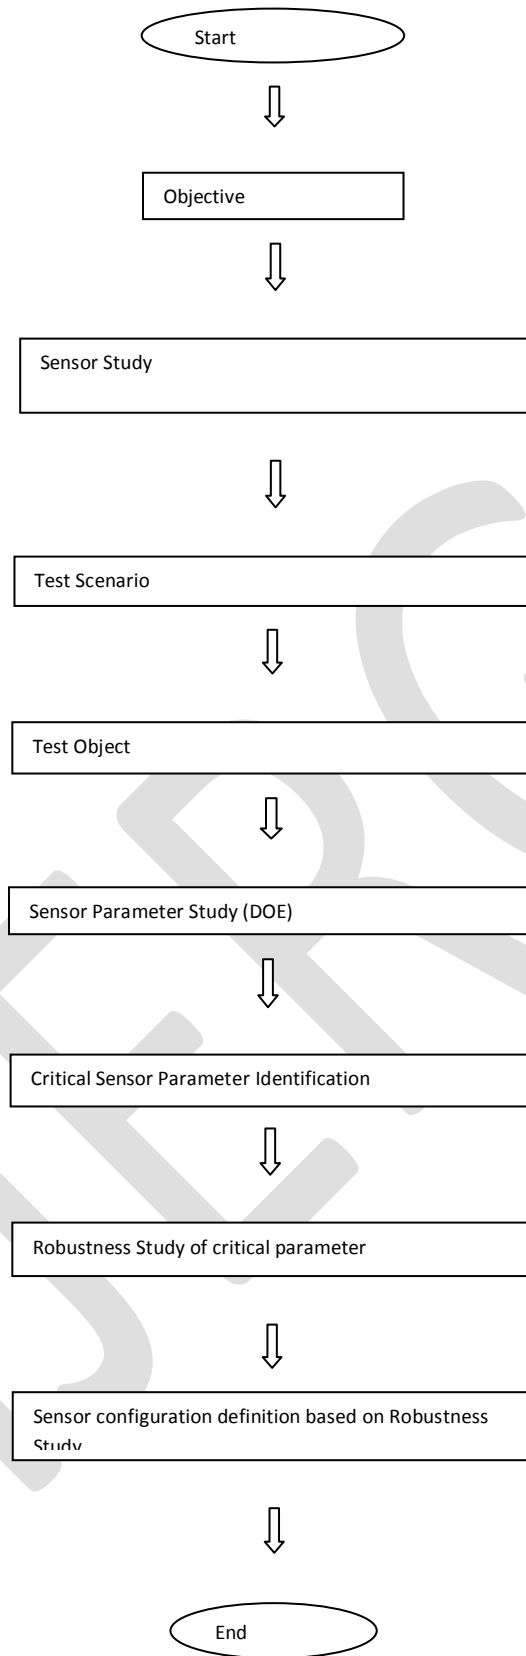 Start
Objective
Sensor Study
Test Scenario
Test Object
Sensor Parameter Study (DOE)
Critical Sensor Parameter Identification
Robustness Study of critical parameter
Sensor configuration definition based on Robustness
Study
End